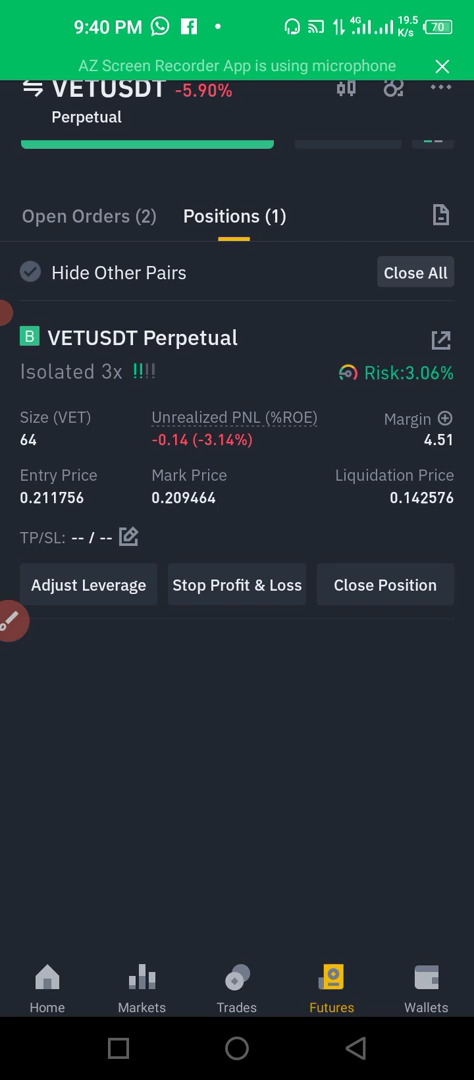 9:40 PM 4G 19.5 K/s 70
AZ Screen Recorder App is using microphone
VETUSDT -5.90%
Perpetual
Open Orders (2) Positions (1)
Hide Other Pairs Close All
B VETUSDT Perpetual
Isolated 3x !!!! Risk:3.06%
Size (VET) Unrealized PNL (%ROE) Margin
64 -0.14 (-3.14%) 4.51
Entry Price Mark Price Liquidation Price
0.211756 0.209464 0.142576
TP/SL: -- / --
Adjust Leverage Stop Profit & Loss Close Position
Home Markets Trades Futures Wallets